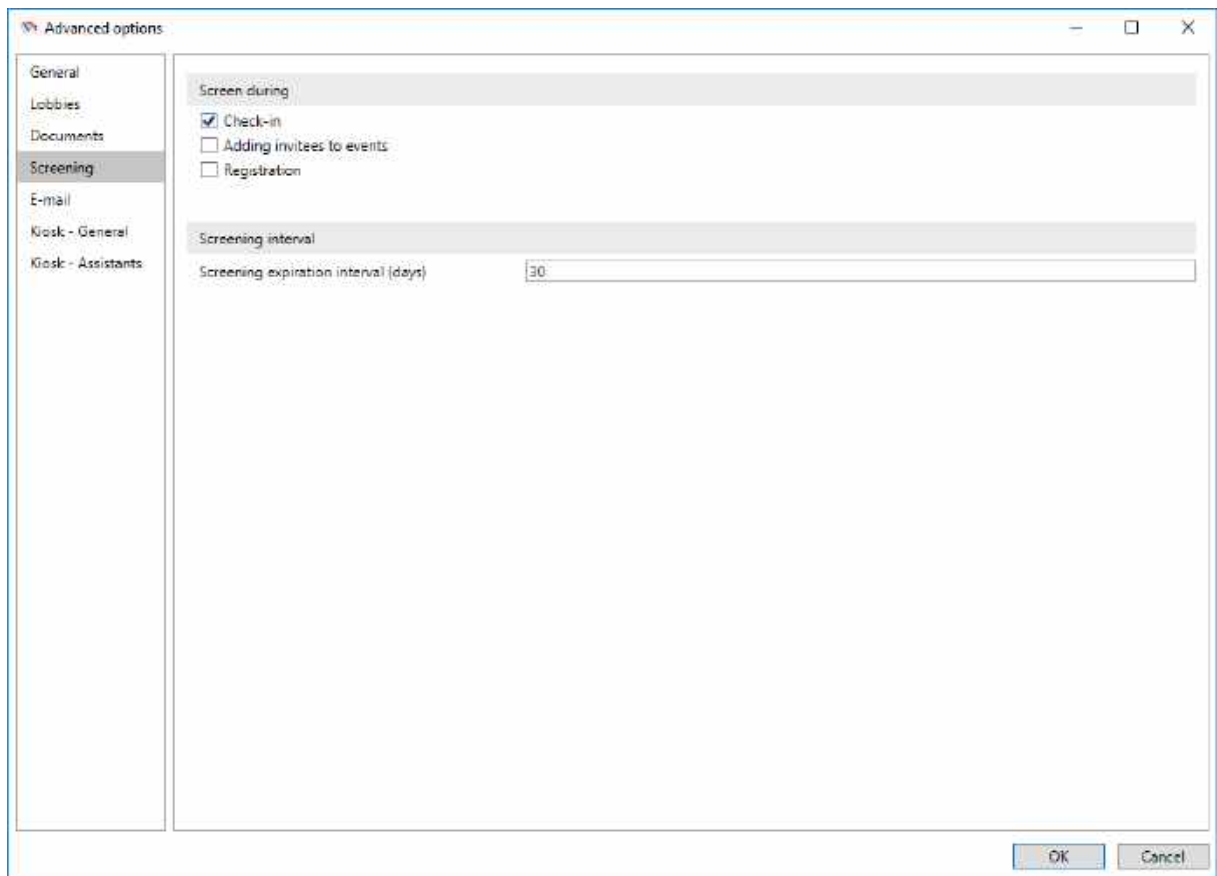 Advanced options
General
Lobbies
Documents
Screening
E-mail
Kiosk - General
Kiosk - Assistants
Screen during
Check-in
Adding invitees to events
Registration
Screening interval
Screening expiration interval (days)
30
OK
Cancel